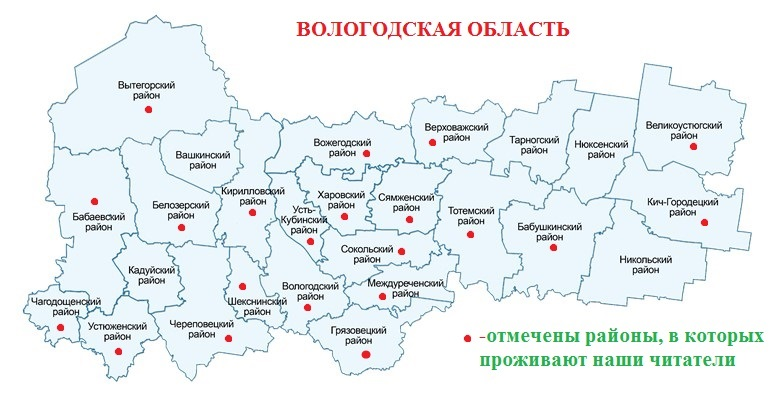 ВОЛОГОДСКАЯ ОБЛАСТЬ
Вытегорский
район
Вашкинский
район
Вожегодский
район
Верховажский
район
Тарногский
район
Нюксенский
район
Великоустюгский
район
Бабаевский
район
Белозерский
район
Кирилловский
район
Усть-
Кубинский
район
Харовский
район
Сямженский
район
Тотемский
район
Бабушкинский
район
Кич-Городецкий
район
Никольский
район
Сокольский
район
Кадуйский
район
Шекснинский
район
Вологодский
район
Междуреченский
район
Чагодощенский
район
Устюженский
район
Череповецкий
район
Грязовецкий
район
-отмечены районы, в которых
проживают наши читатели